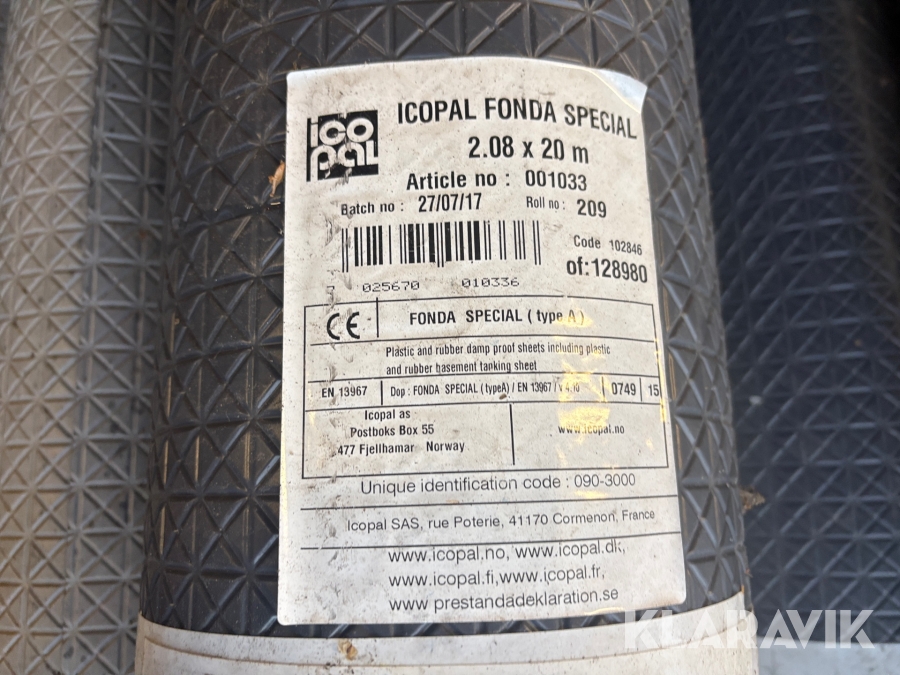 ico
pal
ICOPAL FONDA SPECIAL
2.08 x 20 m
Article no : 001033
Batch no : 27/07/17 Roll no : 209
Code 102846
of:128980
025670 010336
CE FONDA SPECIAL ( type A )
Plastic and rubber damp proof sheets including plastic
and rubber basement tanking sheet
EN 13967 Dop : FONDA SPECIAL (typeA) / EN 13967 / V 4.10 0749 15
Icopal as
Postboks Box 55
477 Fjellhamar Norway
www.icopal.no
Unique identification code : 090-3000
Icopal SAS, rue Poterie, 41170 Cormenon, France
www.icopal.no, www.icopal.dk,
www.icopal.fi,www.icopal.fr,
www prestandadeklaration.se
KLARAVIK